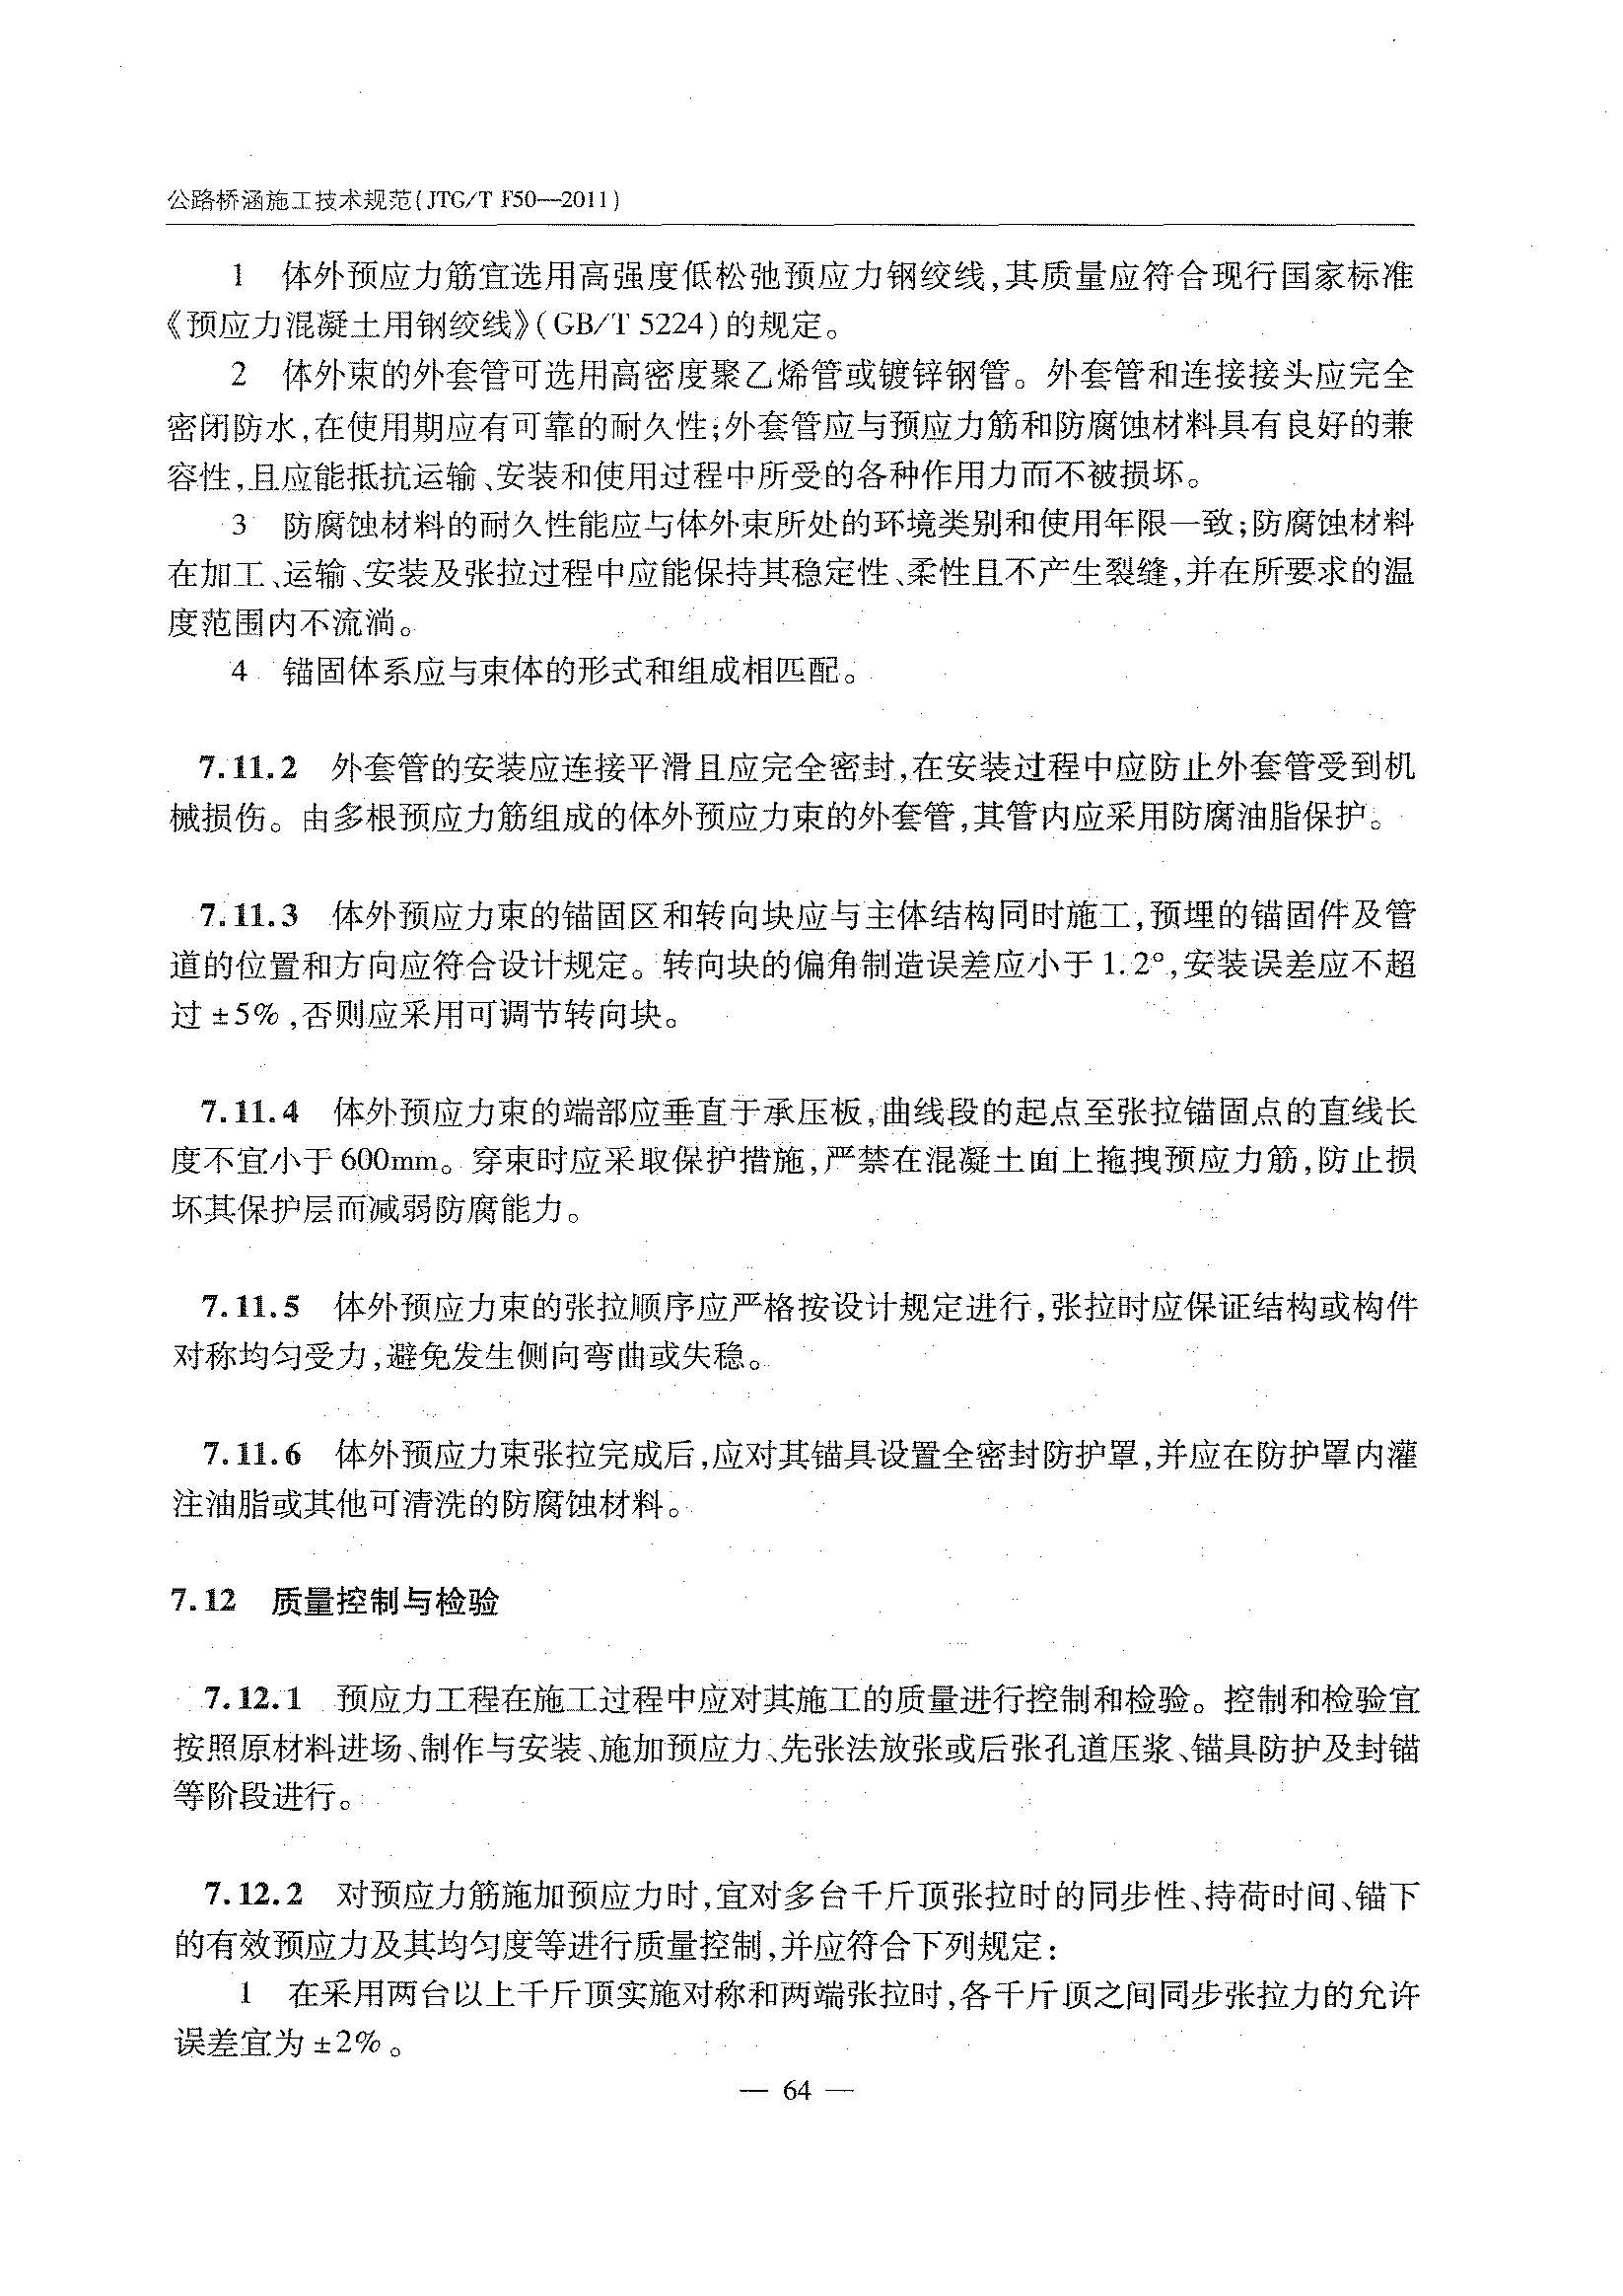 公路桥涵施工技术规范(JTG/T F50—2011)
1 体外预应力筋宜选用高强度低松弛预应力钢绞线,其质量应符合现行国家标准
《预应力混凝土用钢绞线》(GB/T 5224)的规定。
2 体外束的外套管可选用高密度聚乙烯管或镀锌钢管。外套管和连接接头应完全
密闭防水,在使用期应有可靠的耐久性;外套管应与预应力筋和防腐蚀材料具有良好的兼
容性,且应能抵抗运输、安装和使用过程中所受的各种作用力而不被损坏。
3 防腐蚀材料的耐久性能应与体外束所处的环境类别和使用年限一致;防腐蚀材料
在加工、运输、安装及张拉过程中应能保持其稳定性、柔性且不产生裂缝,并在所要求的温
度范围内不流淌。
4 锚固体系应与束体的形式和组成相匹配。
7.11.2 外套管的安装应连接平滑且应完全密封,在安装过程中应防止外套管受到机
械损伤。由多根预应力筋组成的体外预应力束的外套管,其管内应采用防腐油脂保护。
7.11.3 体外预应力束的锚固区和转向块应与主体结构同时施工,预埋的锚固件及管
道的位置和方向应符合设计规定。转向块的偏角制造误差应小于1.2°,安装误差应不超
过±5%,否则应采用可调节转向块。
7.11.4 体外预应力束的端部应垂直于承压板,曲线段的起点至张拉锚固点的直线长
度不宜小于600mm。穿束时应采取保护措施,严禁在混凝土面上拖拽预应力筋,防止损
坏其保护层而减弱防腐能力。
7.11.5 体外预应力束的张拉顺序应严格按设计规定进行,张拉时应保证结构或构件
对称均匀受力,避免发生侧向弯曲或失稳。
7.11.6 体外预应力束张拉完成后,应对其锚具设置全密封防护罩,并应在防护罩内灌
注油脂或其他可清洗的防腐蚀材料。
7.12 质量控制与检验
7.12.1 预应力工程在施工过程中应对其施工的质量进行控制和检验。控制和检验宜
按照原材料进场、制作与安装、施加预应力、先张法放张或后张孔道压浆、锚具防护及封锚
等阶段进行。
7.12.2 对预应力筋施加预应力时,宜对多台千斤顶张拉时的同步性、持荷时间、锚下
的有效预应力及其均匀度等进行质量控制,并应符合下列规定:
1 在采用两台以上千斤顶实施对称和两端张拉时,各千斤顶之间同步张拉力的允许
误差宜为±2%。
— 64 —